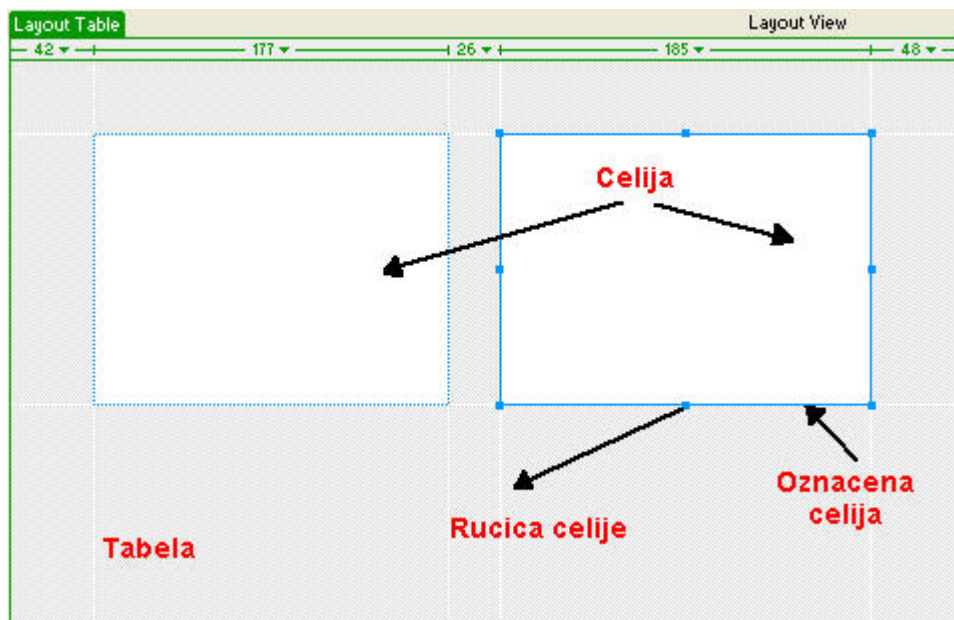 Layout Table Layout View
42 177 26 185 48
Celija
Oznacena
celija
Rucica celije
Tabela